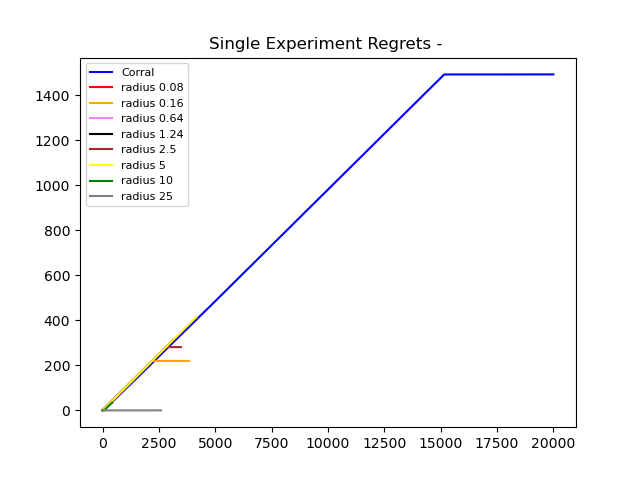 Single Experiment Regrets -
Corral
radius 0.08
radius 0.16
radius 0.64
radius 1.24
radius 2.5
radius 5
radius 10
radius 25
1400
1200
1000
800
600
400
200
0
0 2500 5000 7500 10000 12500 15000 17500 20000